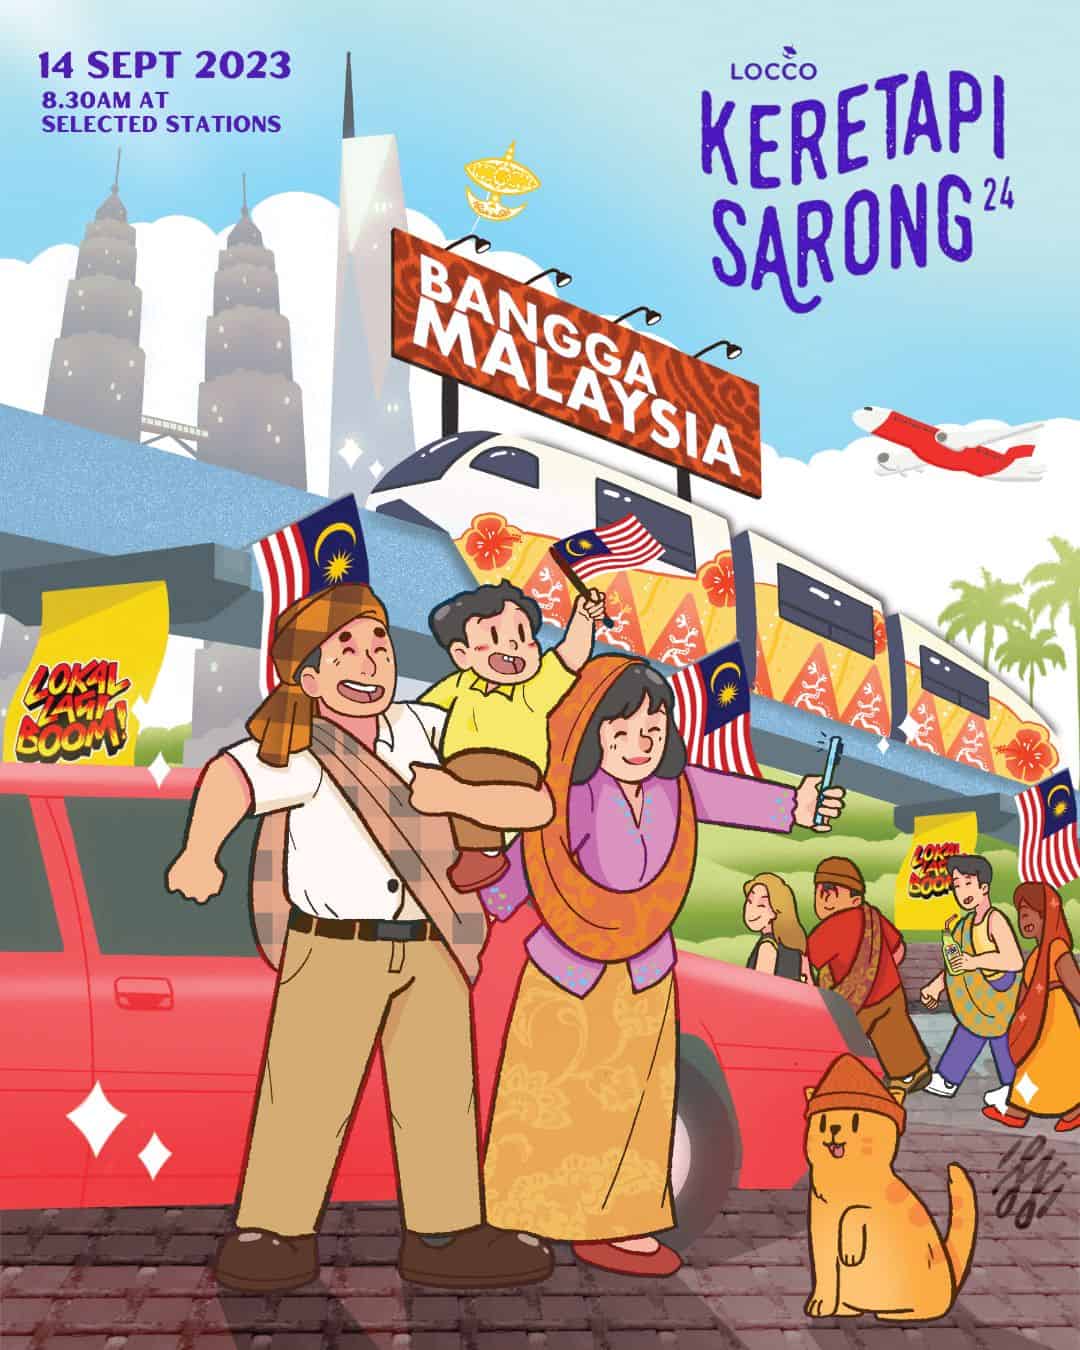 14 SEPT 2023
8.30AM AT
SELECTED STATIONS
LOCCO
KERETAPI
SARONG 24
BANGGA
MALAYSIA
LOKAL
LAGI
BOOM!
LOKAL
LAGI
BOOM!